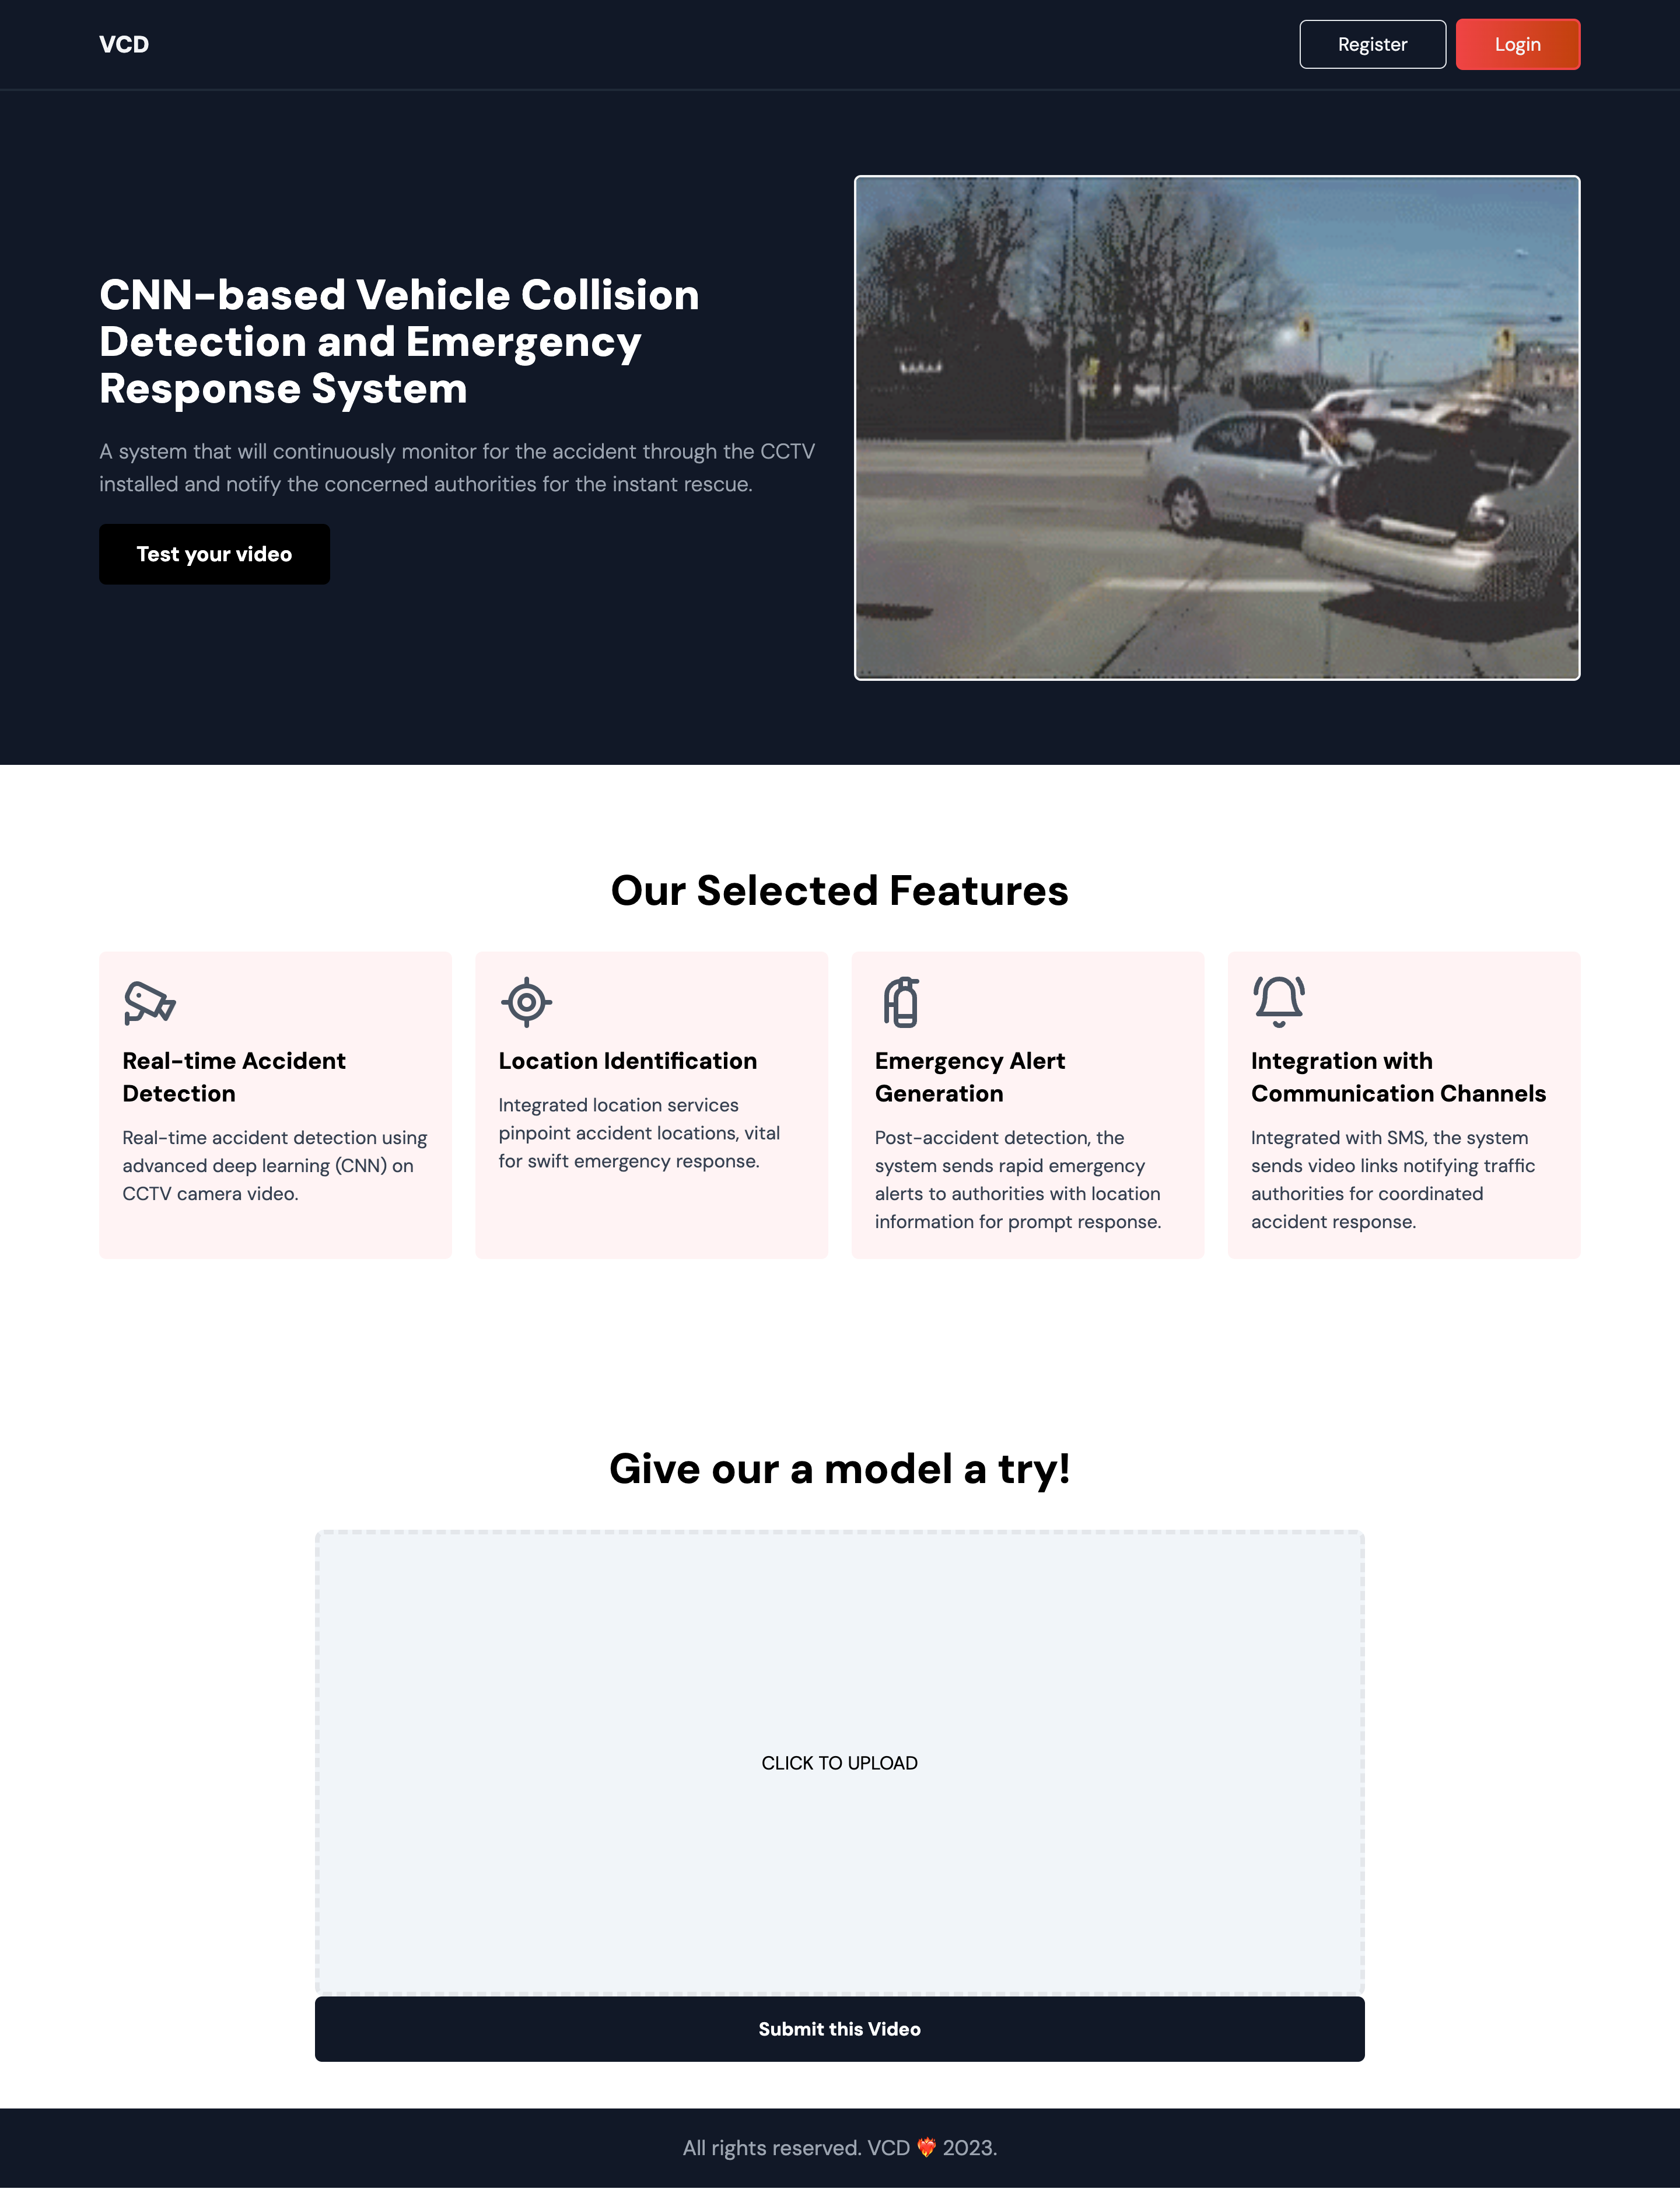 VCD
Register
Login
CNN-based Vehicle Collision
Detection and Emergency
Response System
A system that will continuously monitor for the accident through the CCTV
installed and notify the concerned authorities for the instant rescue.
Test your video
Our Selected Features
Real-time Accident
Detection
Real-time accident detection using
advanced deep learning (CNN) on
CCTV camera video.
Location Identification
Integrated location services
pinpoint accident locations, vital
for swift emergency response.
Emergency Alert
Generation
Post-accident detection, the
system sends rapid emergency
alerts to authorities with location
information for prompt response.
Integration with
Communication Channels
Integrated with SMS, the system
sends video links notifying traffic
authorities for coordinated
accident response.
Give our a model a try!
CLICK TO UPLOAD
Submit this Video
All rights reserved. VCD ❤️‍🔥 2023.